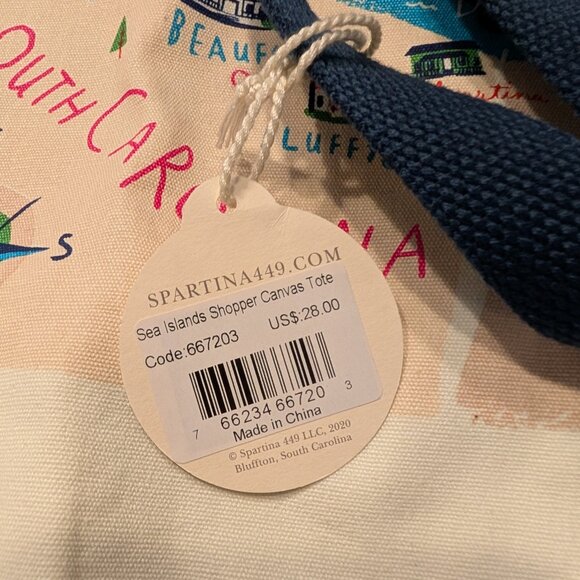 BEAUF
SOUTH CAROLINA
LUFF
S
SPARTINA449.COM
Sea Islands Shopper Canvas Tote
Code:667203 US$:28.00
7 66234 66720 3
Made in China
© Spartina 449 LLC, 2020
Bluffton, South Carolina